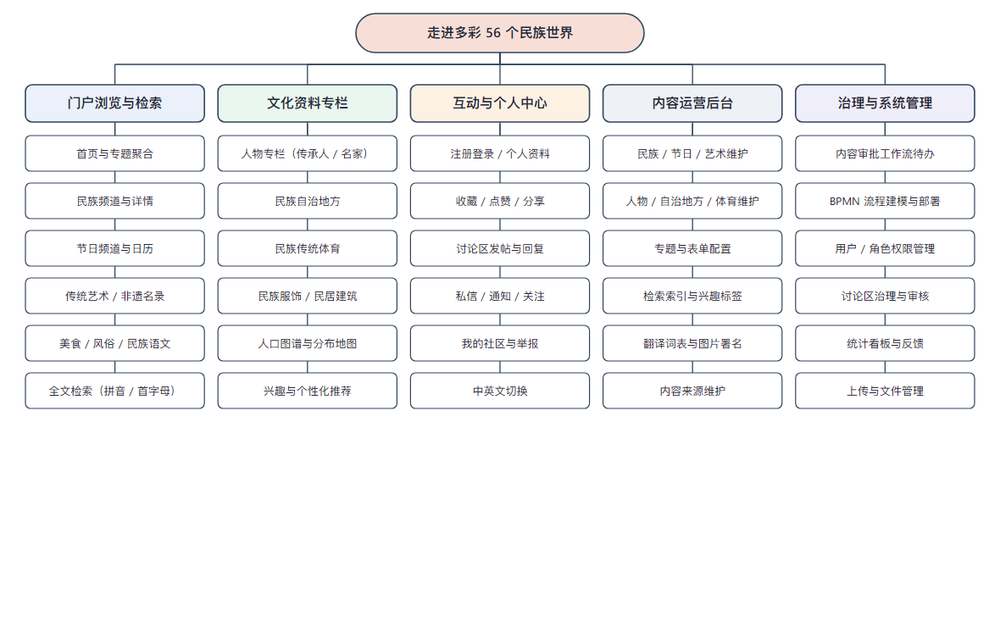 走进多彩 56 个民族世界
门户浏览与检索
首页与专题聚合
民族频道与详情
节日频道与日历
传统艺术 / 非遗名录
美食 / 风俗 / 民族语文
全文检索（拼音 / 首字母）
文化资料专栏
人物专栏（传承人 / 名家）
民族自治地方
民族传统体育
民族服饰 / 民居建筑
人口图谱与分布地图
兴趣与个性化推荐
互动与个人中心
注册登录 / 个人资料
收藏 / 点赞 / 分享
讨论区发帖与回复
私信 / 通知 / 关注
我的社区与举报
中英文切换
内容运营后台
民族 / 节日 / 艺术维护
人物 / 自治地方 / 体育维护
专题与表单配置
检索索引与兴趣标签
翻译词表与图片署名
内容来源维护
治理与系统管理
内容审批工作流待办
BPMN 流程建模与部署
用户 / 角色权限管理
讨论区治理与审核
统计看板与反馈
上传与文件管理